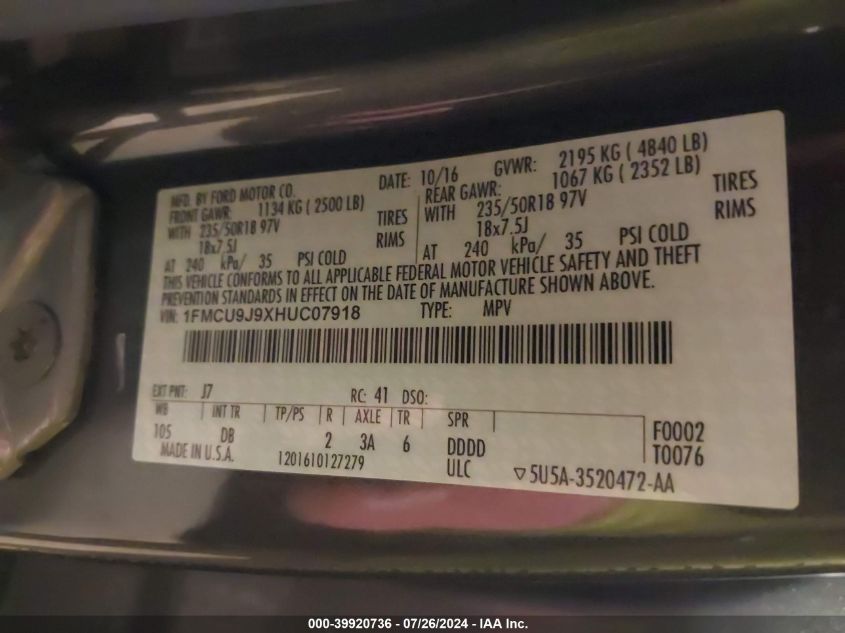 MFD. BY FORD MOTOR CO. DATE: 10/16 GVWR: 2195 KG ( 4840 LB)
FRONT GAWR: 1134 KG ( 2500 LB) REAR GAWR: 1067 KG ( 2352 LB)
WITH 235/50R18 97V TIRES WITH 235/50R18 97V TIRES
18x7.5J RIMS 18x7.5J RIMS
AT 240 kPa/ 35 PSI COLD AT 240 kPa/ 35 PSI COLD
THIS VEHICLE CONFORMS TO ALL APPLICABLE FEDERAL MOTOR VEHICLE SAFETY AND THEFT
PREVENTION STANDARDS IN EFFECT ON THE DATE OF MANUFACTURE SHOWN ABOVE.
VIN: 1FMCU9J9XHUC07918 TYPE: MPV
EXT PNT: J7 RC: 41 DSO:
WB INT TR TP/PS R AXLE TR SPR
105 DB 2 3A 6 DDDD F0002
MADE IN U.S.A. 1201610127279 ULC T0076
▽5U5A-3520472-AA
000-39920736 - 07/26/2024 - IAA Inc.